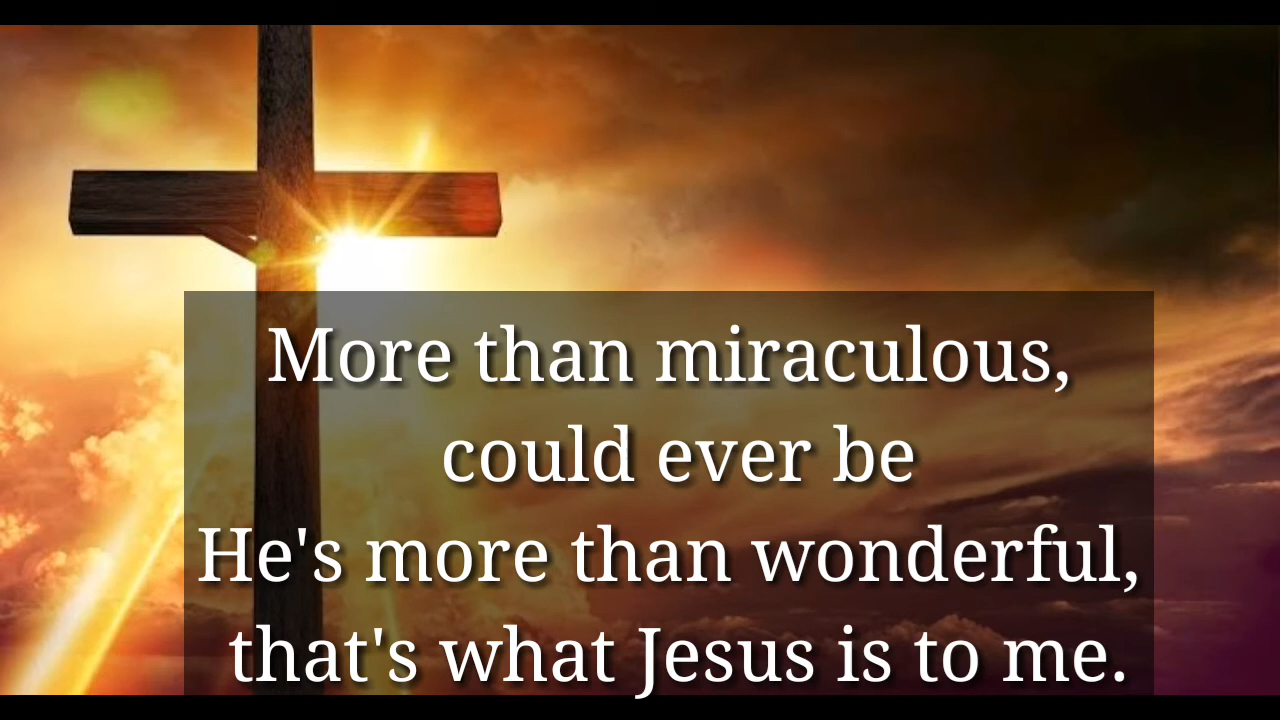 More than miraculous,
could ever be
He's more than wonderful,
that's what Jesus is to me.